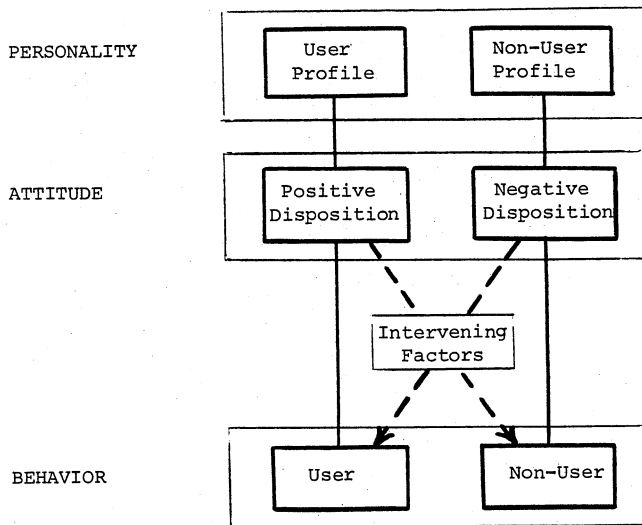 PERSONALITY
User
Profile
Non-User
Profile
ATTITUDE
Positive
Disposition
Negative
Disposition
Intervening
Factors
BEHAVIOR
User
Non-User